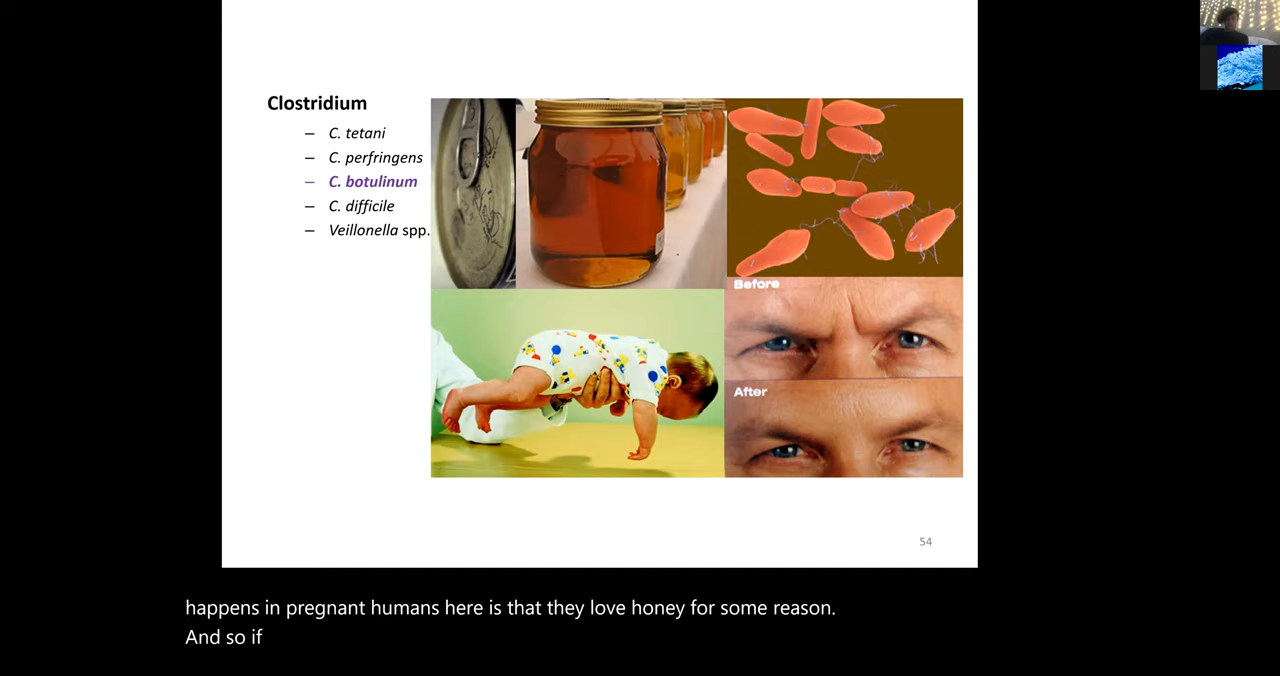 Clostridium
– C. tetani
– C. perfringens
– C. botulinum
– C. difficile
– Veillonella spp.
Before
After
54
happens in pregnant humans here is that they love honey for some reason.
And so if